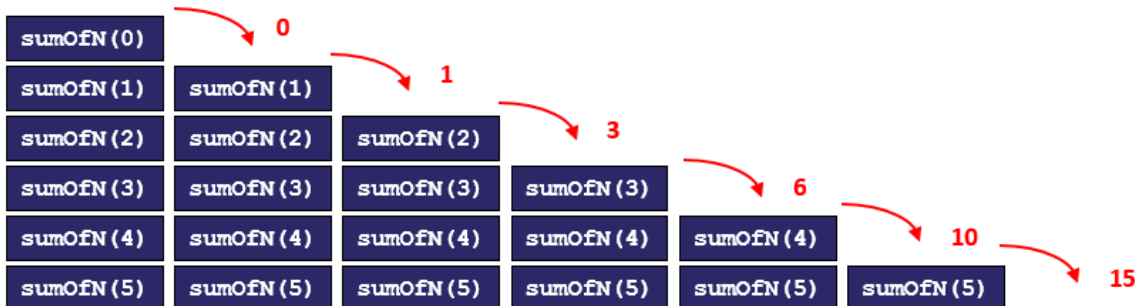 sumOfN(0) 0
sumOfN(1) sumOfN(1) 1
sumOfN(2) sumOfN(2) sumOfN(2) 3
sumOfN(3) sumOfN(3) sumOfN(3) sumOfN(3) 6
sumOfN(4) sumOfN(4) sumOfN(4) sumOfN(4) sumOfN(4) 10
sumOfN(5) sumOfN(5) sumOfN(5) sumOfN(5) sumOfN(5) sumOfN(5) 15